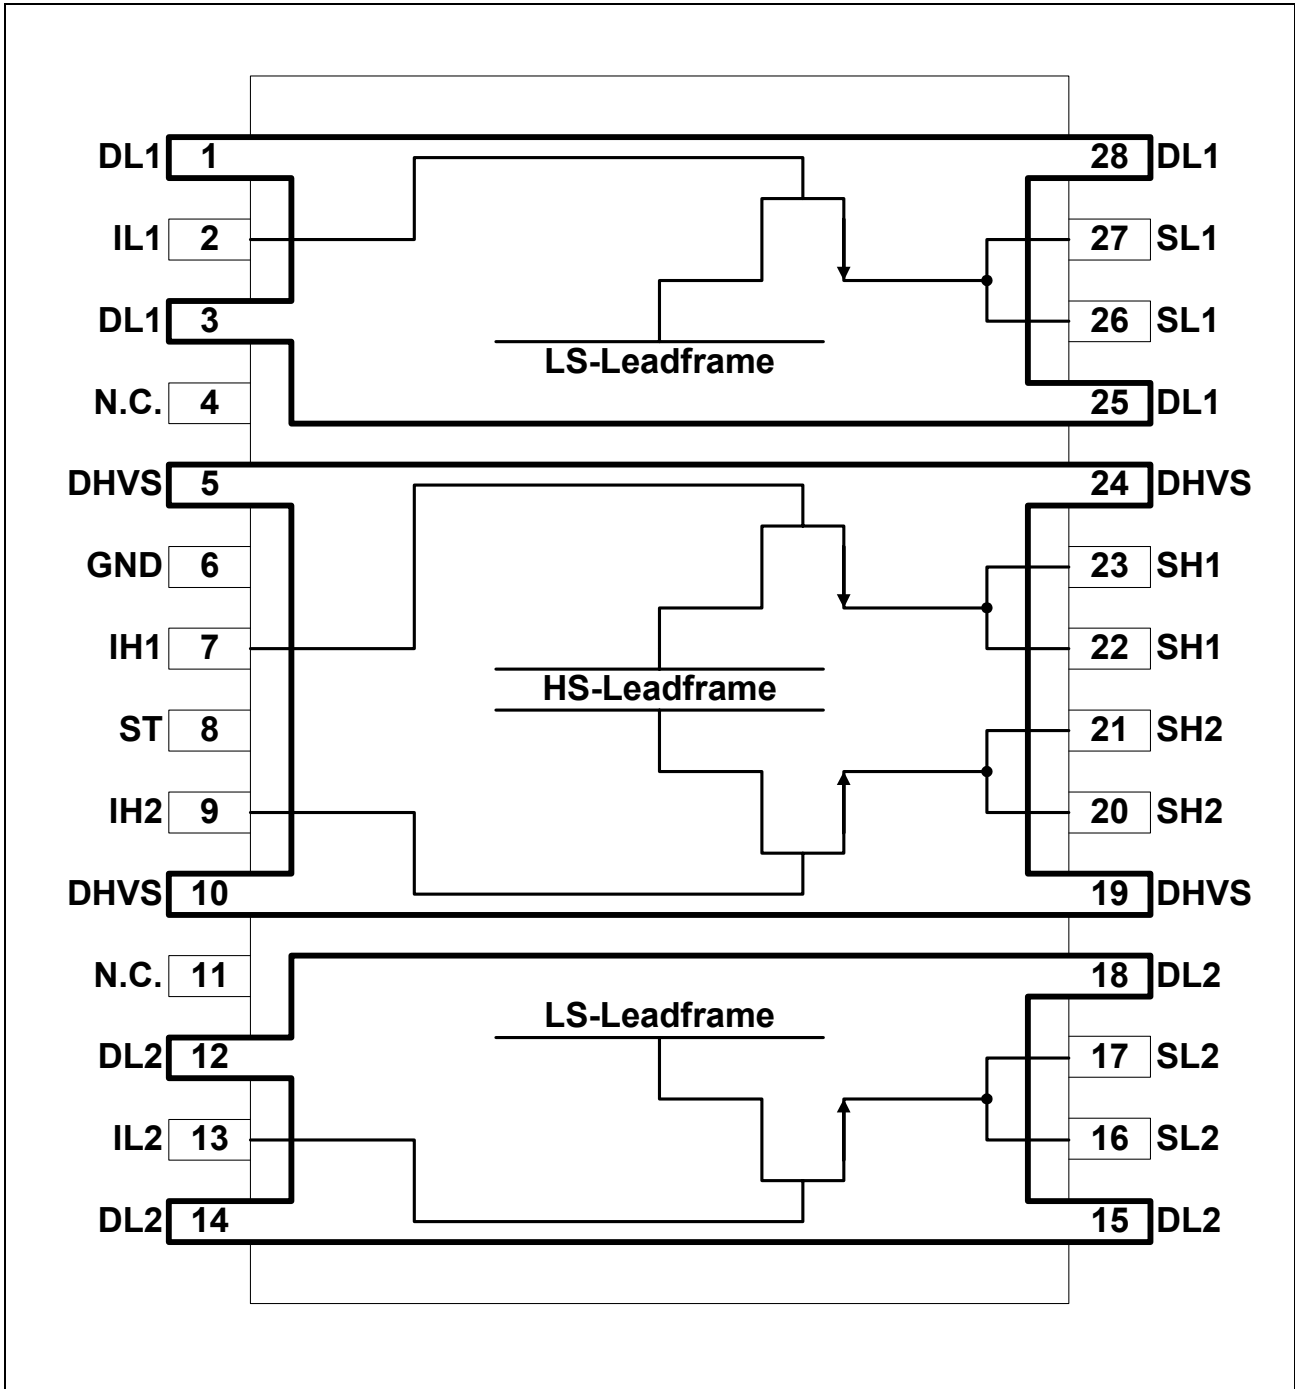 DL1 1 28 DL1
IL1 2 27 SL1
DL1 3 26 SL1
LS-Leadframe
N.C. 4 25 DL1
DHVS 5 24 DHVS
GND 6 23 SH1
IH1 7 22 SH1
HS-Leadframe
ST 8 21 SH2
IH2 9 20 SH2
DHVS 10 19 DHVS
N.C. 11 18 DL2
LS-Leadframe
DL2 12 17 SL2
IL2 13 16 SL2
DL2 14 15 DL2